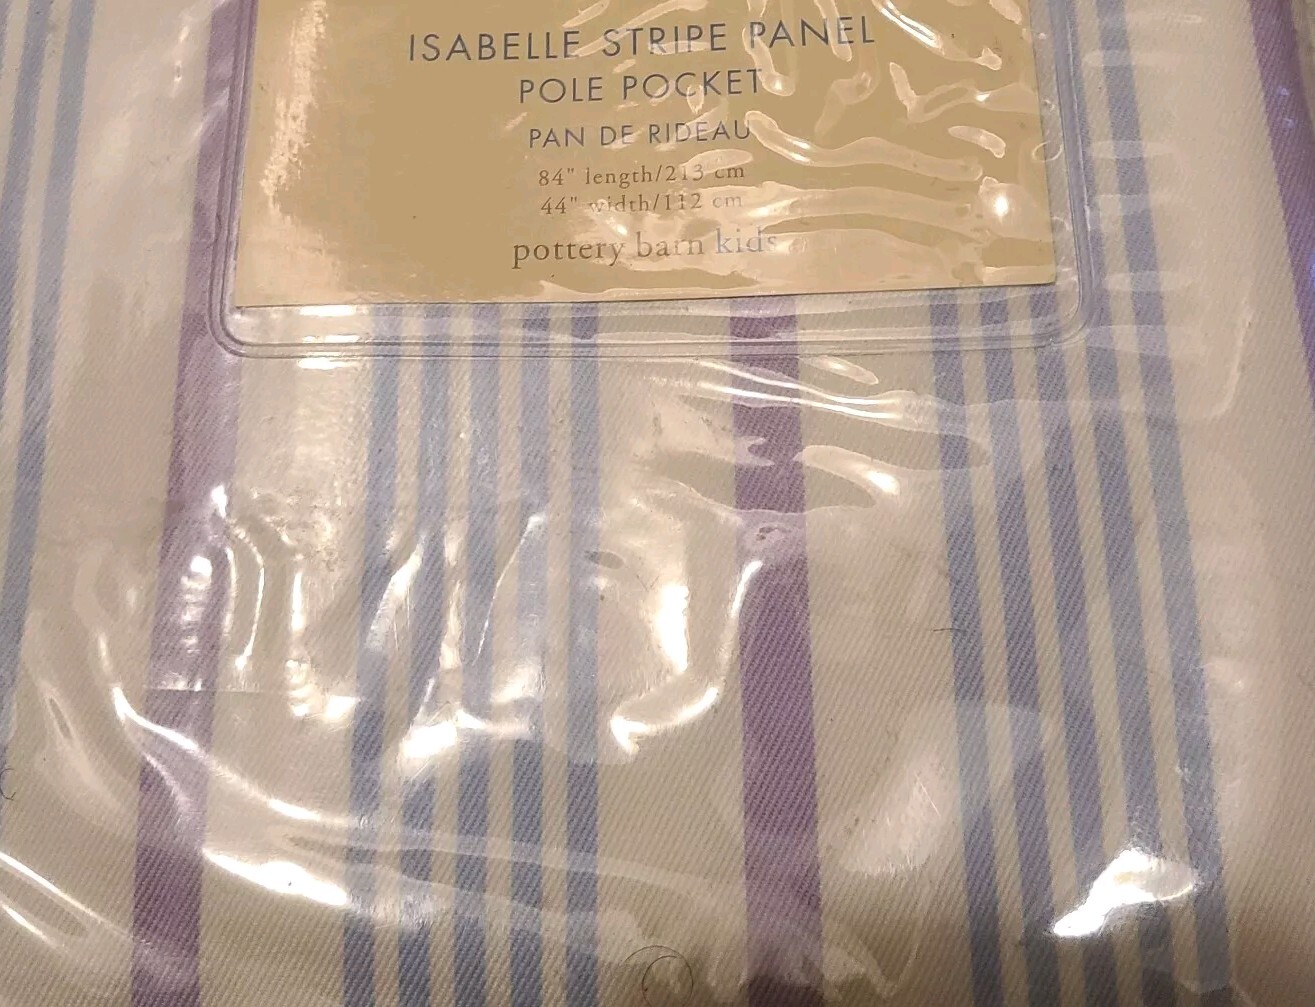 ISABELLE STRIPE PANEL
POLE POCKET
PAN DE RIDEAU
84" length/213 cm
44" width/112 cm
pottery barn kids